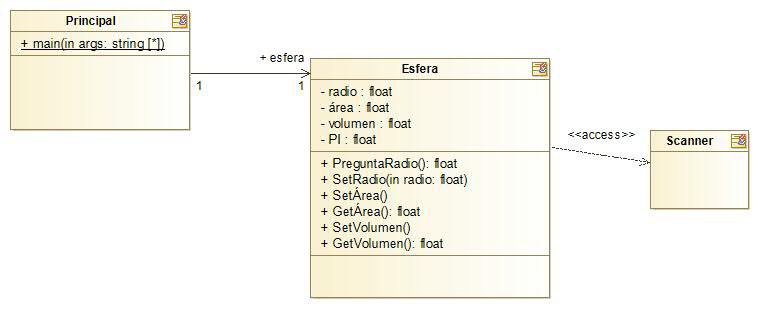 Principal
+ main(in args: string [*])
+ esfera
1
1
Esfera
- radio : float
- área : float
- volumen : float
- PI : float
+ PreguntaRadio(): float
+ SetRadio(in radio: float)
+ SetÁrea()
+ GetÁrea(): float
+ SetVolumen()
+ GetVolumen(): float
<<access>>
Scanner